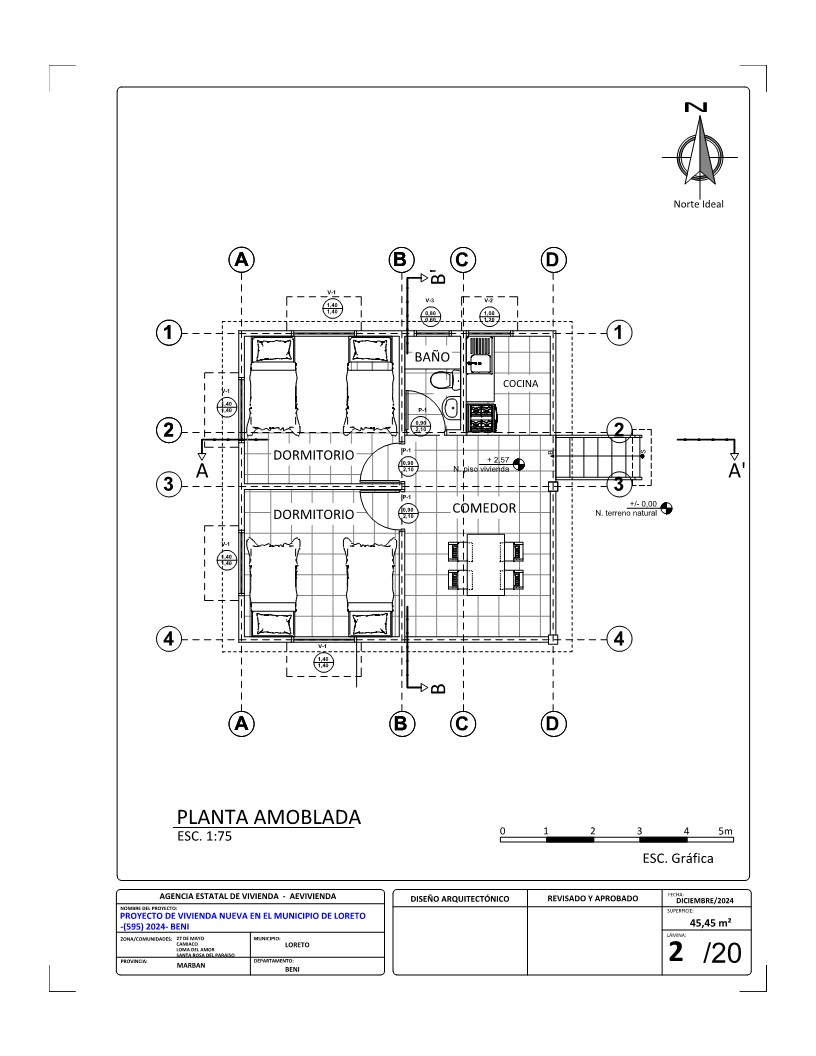 N
Norte Ideal
A
B
C
D
B'
V-1
1,40
1,40
V-3
0,80
0,60
V-2
1,00
1,20
1
1
BAÑO
COCINA
V-1
1,40
1,40
P-1
0,90
2,10
2
2
DORMITORIO
P-1
0,90
2,10
+ 2,57
N. piso vivienda
B
S
A
A'
3
3
P-1
0,90
2,10
DORMITORIO
COMEDOR
+/- 0,00
N. terreno natural
V-1
1,40
1,40
4
4
V-1
1,40
1,40
B
A
B
C
D
PLANTA AMOBLADA
ESC. 1:75
0 1 2 3 4 5m
ESC. Gráfica
AGENCIA ESTATAL DE VIVIENDA - AEVIVIENDA
NOMBRE DEL PROYECTO:
PROYECTO DE VIVIENDA NUEVA EN EL MUNICIPIO DE LORETO
-(595) 2024- BENI
ZONA/COMUNIDADES:
27 DE MAYO
CANIACO
LOMA DEL AMOR
SANTA ROSA DEL PARAISO
MUNICIPIO:
LORETO
PROVINCIA:
MARBAN
DEPARTAMENTO:
BENI
DISEÑO ARQUITECTÓNICO
REVISADO Y APROBADO
FECHA:
DICIEMBRE/2024
SUPERFICIE:
45,45 m²
LÁMINA:
2 /20